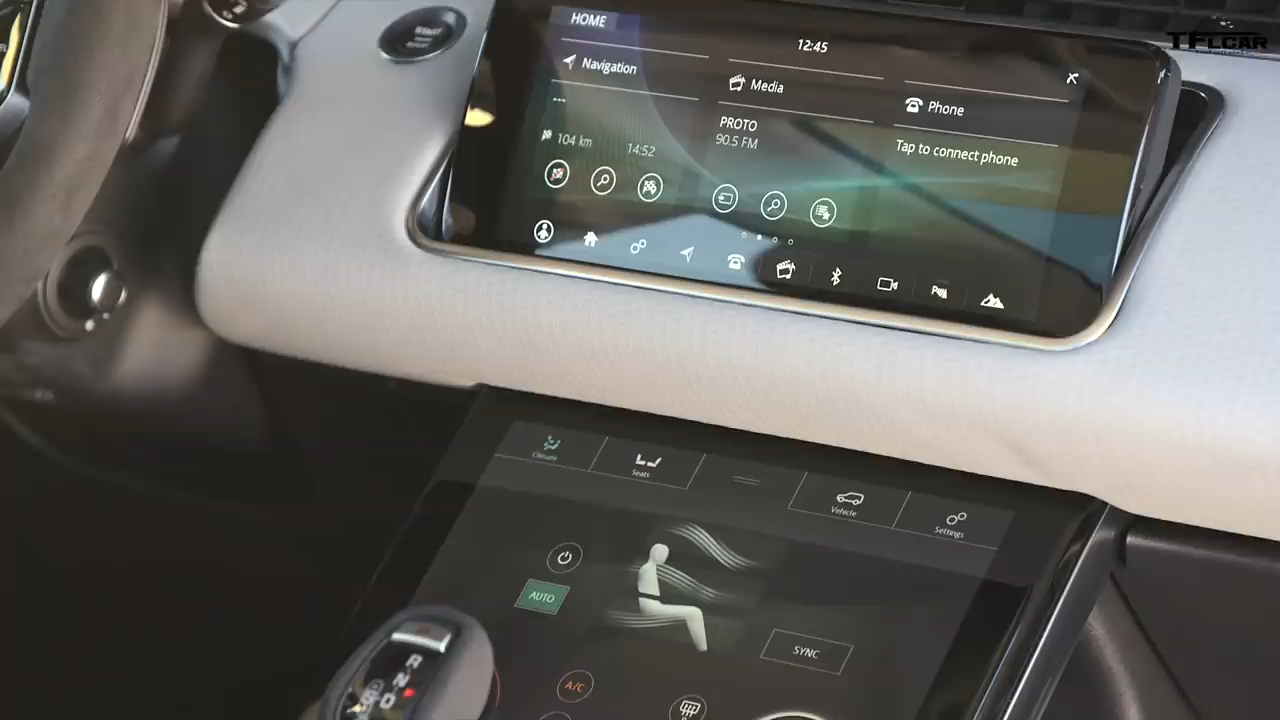 TFLCAR
HOME
12:45
Navigation
Media
Phone
---
PROTO
90.5 FM
104 km
14:52
Tap to connect phone
START
Climate
Seats
Vehicle
Settings
AUTO
SYNC
A/C
R
N
D